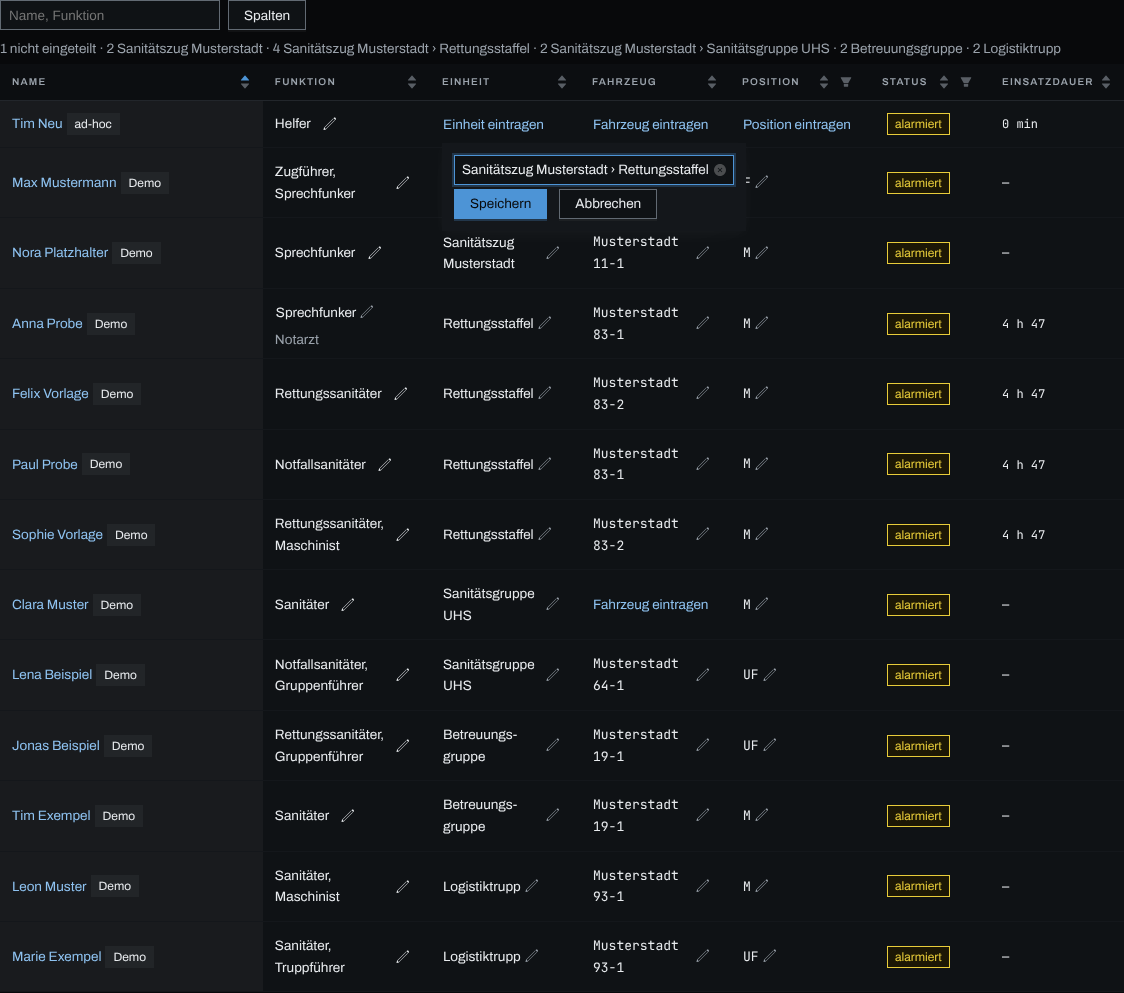 Name, Funktion
Spalten
1 nicht eingeteilt · 2 Sanitätszug Musterstadt · 4 Sanitätszug Musterstadt › Rettungsstaffel · 2 Sanitätszug Musterstadt › Sanitätsgruppe UHS · 2 Betreuungsgruppe · 2 Logistiktrupp
NAME FUNKTION EINHEIT FAHRZEUG POSITION STATUS EINSATZDAUER
Tim Neu ad-hoc Helfer Einheit eintragen Fahrzeug eintragen Position eintragen alarmiert 0 min
Sanitätszug Musterstadt › Rettungsstaffel
Speichern Abbrechen
Max Mustermann Demo Zugführer,
Sprechfunker alarmiert –
Nora Platzhalter Demo Sprechfunker Sanitätszug
Musterstadt Musterstadt
11-1 M alarmiert –
Anna Probe Demo Sprechfunker
Notarzt Rettungsstaffel Musterstadt
83-1 M alarmiert 4 h 47
Felix Vorlage Demo Rettungssanitäter Rettungsstaffel Musterstadt
83-2 M alarmiert 4 h 47
Paul Probe Demo Notfallsanitäter Rettungsstaffel Musterstadt
83-1 M alarmiert 4 h 47
Sophie Vorlage Demo Rettungssanitäter,
Maschinist Rettungsstaffel Musterstadt
83-2 M alarmiert 4 h 47
Clara Muster Demo Sanitäter Sanitätsgruppe
UHS Fahrzeug eintragen M alarmiert –
Lena Beispiel Demo Notfallsanitäter,
Gruppenführer Sanitätsgruppe
UHS Musterstadt
64-1 UF alarmiert –
Jonas Beispiel Demo Rettungssanitäter,
Gruppenführer Betreuungs-
gruppe Musterstadt
19-1 UF alarmiert –
Tim Exempel Demo Sanitäter Betreuungs-
gruppe Musterstadt
19-1 M alarmiert –
Leon Muster Demo Sanitäter,
Maschinist Logistiktrupp Musterstadt
93-1 M alarmiert –
Marie Exempel Demo Sanitäter,
Truppführer Logistiktrupp Musterstadt
93-1 UF alarmiert –